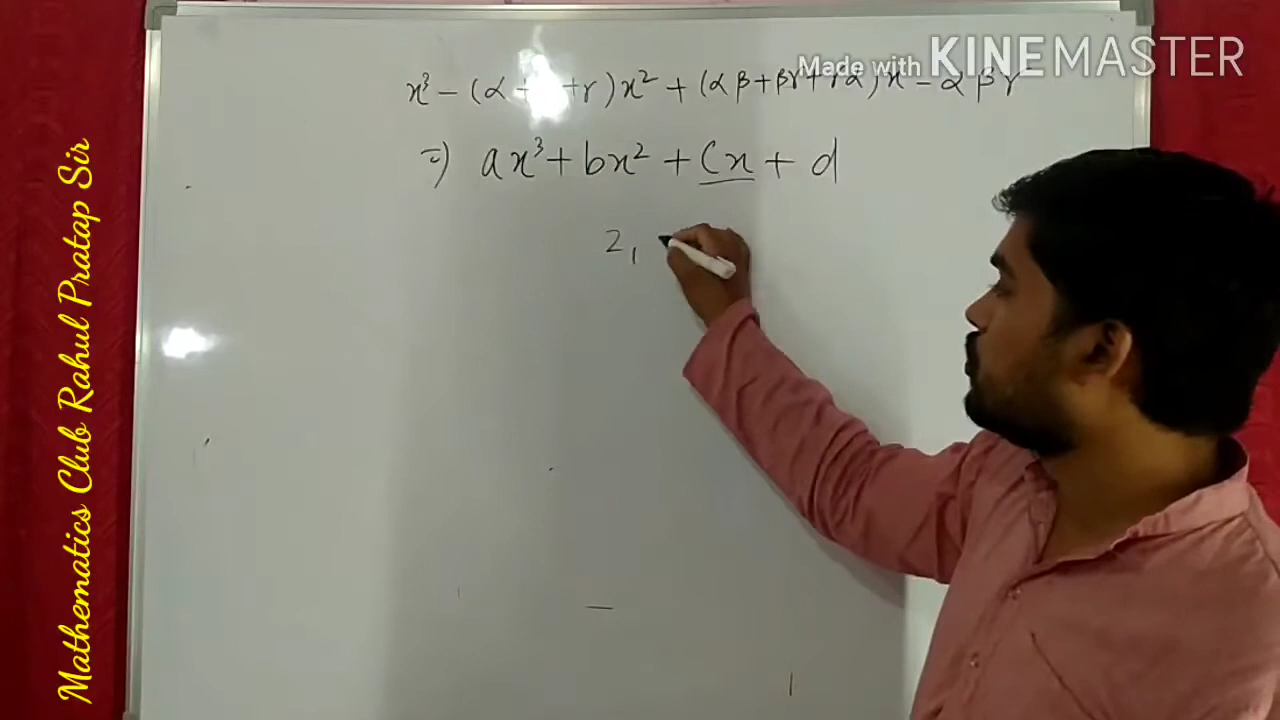 Made with KINEMASTER
x³ - (α + +γ)x² + (αβ+βγ+γα)x - αβγ
=) ax³ + bx² + Cx + d
2,
Mathematics Club Rahul Pratap Sir